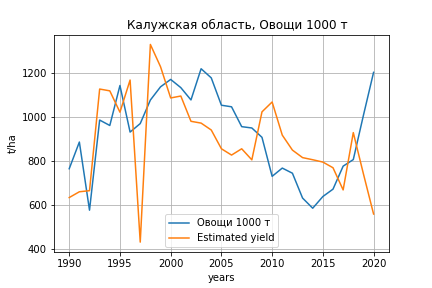 Калужская область, Овощи 1000 т
t/ha
1200
1000
800
600
400
1990
1995
2000
2005
2010
2015
2020
years
Овощи 1000 т
Estimated yield